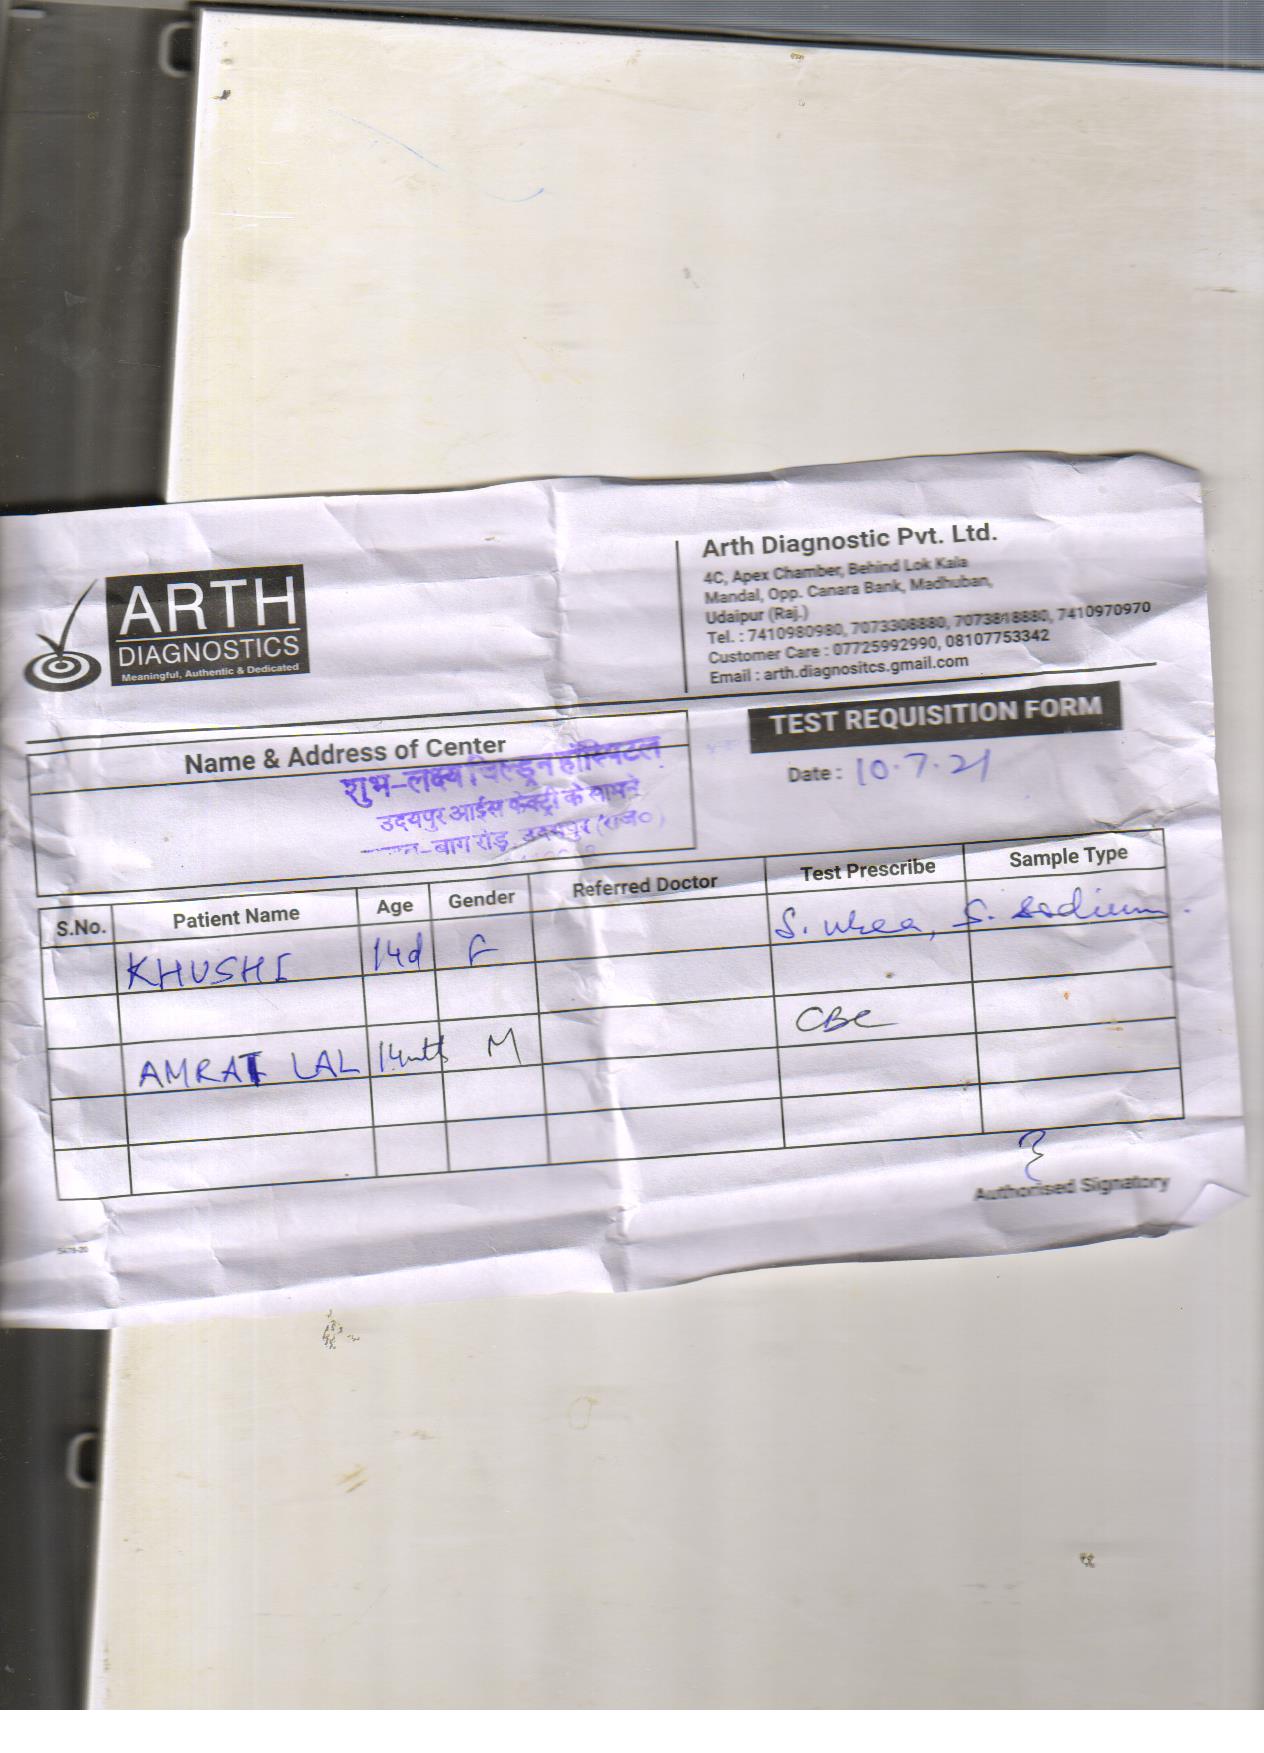 ARTH
DIAGNOSTICS
Meaningful, Authentic & Dedicated
Arth Diagnostic Pvt. Ltd.
4C, Apex Chamber, Behind Lok Kala
Mandal, Opp. Canara Bank, Madhuban,
Udaipur (Raj.)
Tel. : 7410980980, 7073308880, 7073818880, 7410970970
Customer Care : 07725992990, 08107753342
Email : arth.diagnositcs.gmail.com
TEST REQUISITION FORM
Date : 10.7.21
Name & Address of Center
शुभ-लक्ष्य चिल्ड्रन हॉस्पिटल
उदयपुर आईस फेक्ट्री के सामने
बाग रोड़, उदयपुर (राज०)
S.No. Patient Name Age Gender Referred Doctor Test Prescribe Sample Type
KHUSHI 14d F S. urea, S. sodium.
AMRAT LAL 14mth M CBC
Authorised Signatory